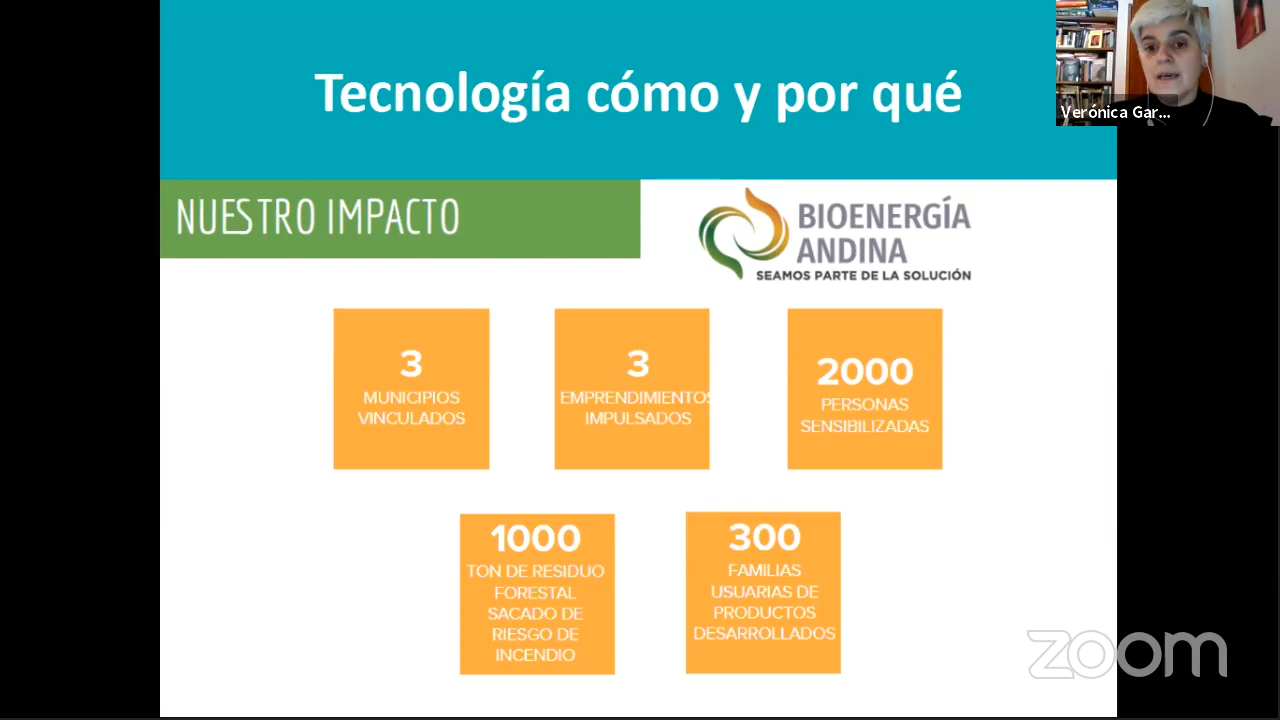 Tecnología cómo y por qué
Verónica Gar...
NUESTRO IMPACTO
BIOENERGÍA
ANDINA
SEAMOS PARTE DE LA SOLUCIÓN
3
MUNICIPIOS
VINCULADOS
3
EMPRENDIMIENTOS
IMPULSADOS
2000
PERSONAS
SENSIBILIZADAS
1000
TON DE RESIDUO
FORESTAL
SACADO DE
RIESGO DE
INCENDIO
300
FAMILIAS
USUARIAS DE
PRODUCTOS
DESARROLLADOS
zoom